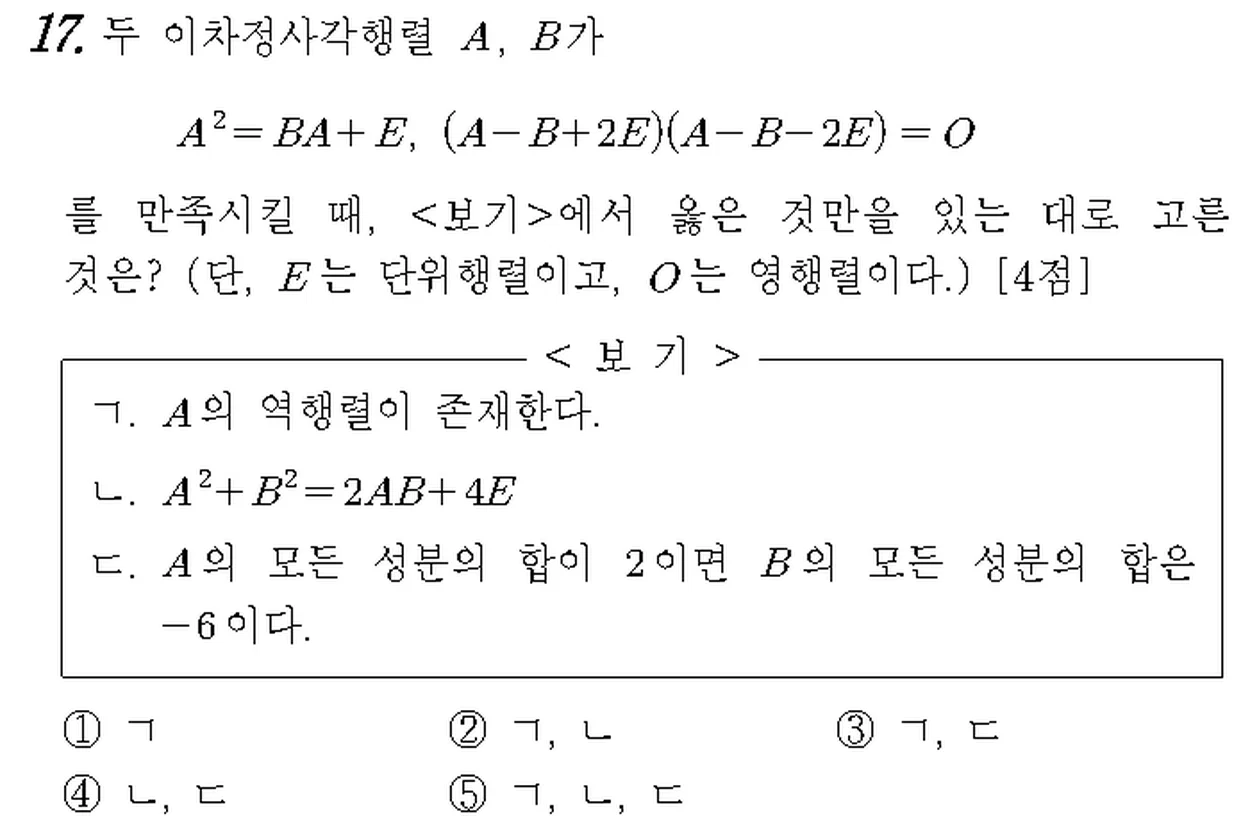 17. 두 이차정사각행렬 A, B가
A²= BA+ E, (A−B+2E)(A−B−2E) = O
를 만족시킬 때, <보기>에서 옳은 것만을 있는 대로 고른
것은? (단, E는 단위행렬이고, O는 영행렬이다.) [4점]
< 보 기 >
ㄱ. A의 역행렬이 존재한다.
ㄴ. A²+B²=2AB+4E
ㄷ. A의 모든 성분의 합이 2이면 B의 모든 성분의 합은
−6이다.
① ㄱ ② ㄱ, ㄴ ③ ㄱ, ㄷ
④ ㄴ, ㄷ ⑤ ㄱ, ㄴ, ㄷ